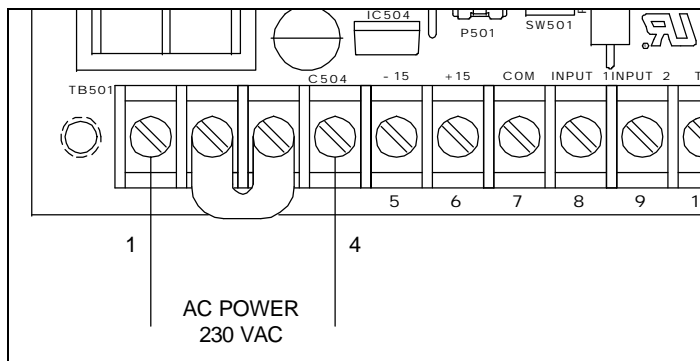 IC504
P501
SW501
TB501
C504
- 15
+15
COM
INPUT 1
INPUT 2
5
6
7
8
9
1
4
AC POWER
230 VAC